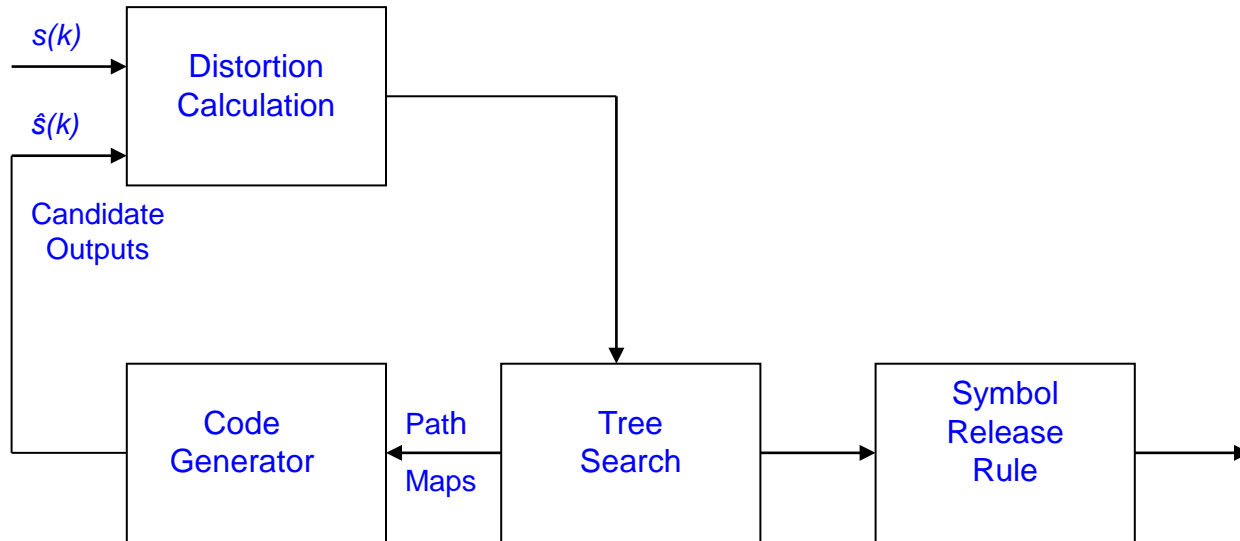 s(k)
Distortion
Calculation
ŝ(k)
Candidate
Outputs
Code
Generator
Path
Maps
Tree
Search
Symbol
Release
Rule